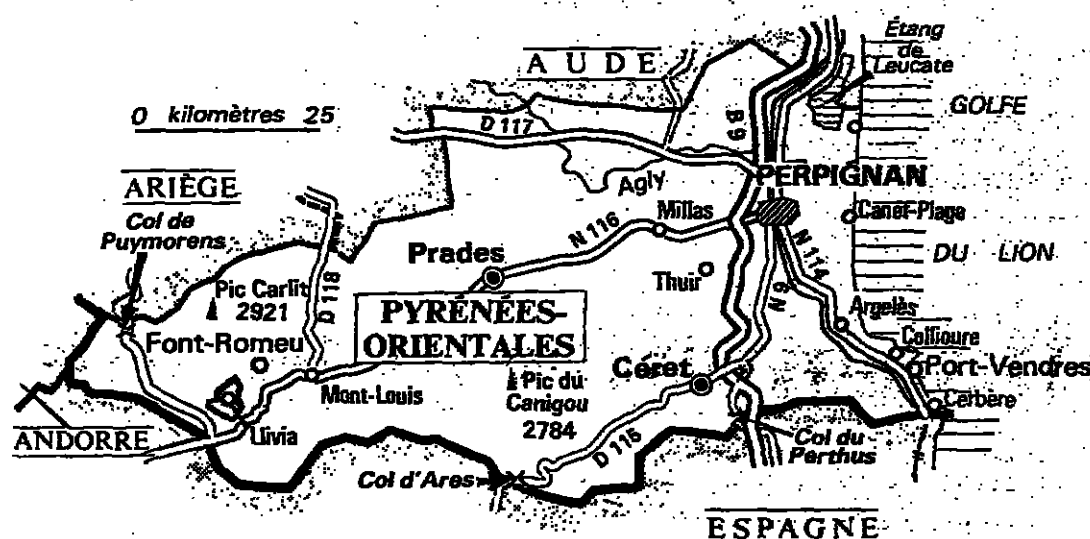 Étang
de
Leucate
AUDE
GOLFE
0 kilomètres 25
D 117
B 9
ARIÈGE
Agly
PERPIGNAN
Col de
Puymorens
Millas
Canet-Plage
N 116
Prades
N 114
DU LION
Thuir
Pic Carlit
2921
D 118
N 9
PYRÉNÉES-
ORIENTALES
Argelès
Font-Romeu
Collioure
Céret
Port-Vendres
Pic du
Canigou
2784
Mont-Louis
Cerbère
ANDORRE
Llivia
D 115
Col du
Perthus
Col d'Ares
ESPAGNE